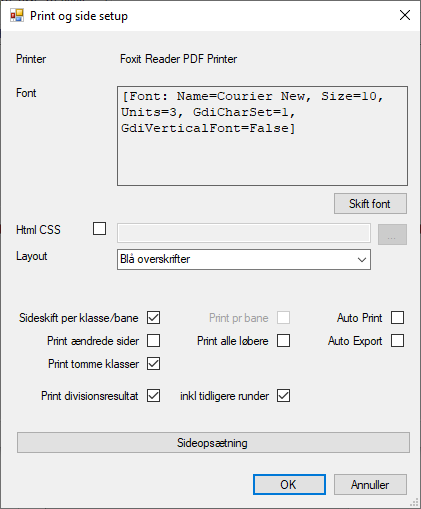 Print og side setup
Printer Foxit Reader PDF Printer
Font
[Font: Name=Courier New, Size=10,
Units=3, GdiCharSet=1,
GdiVerticalFont=False]
Skift font
Html CSS ...
Layout Blå overskrifter
Sideskift per klasse/bane Print pr bane Auto Print
Print ændrede sider Print alle løbere Auto Export
Print tomme klasser
Print divisionsresultat inkl tidligere runder
Sideopsætning
OK Annuller